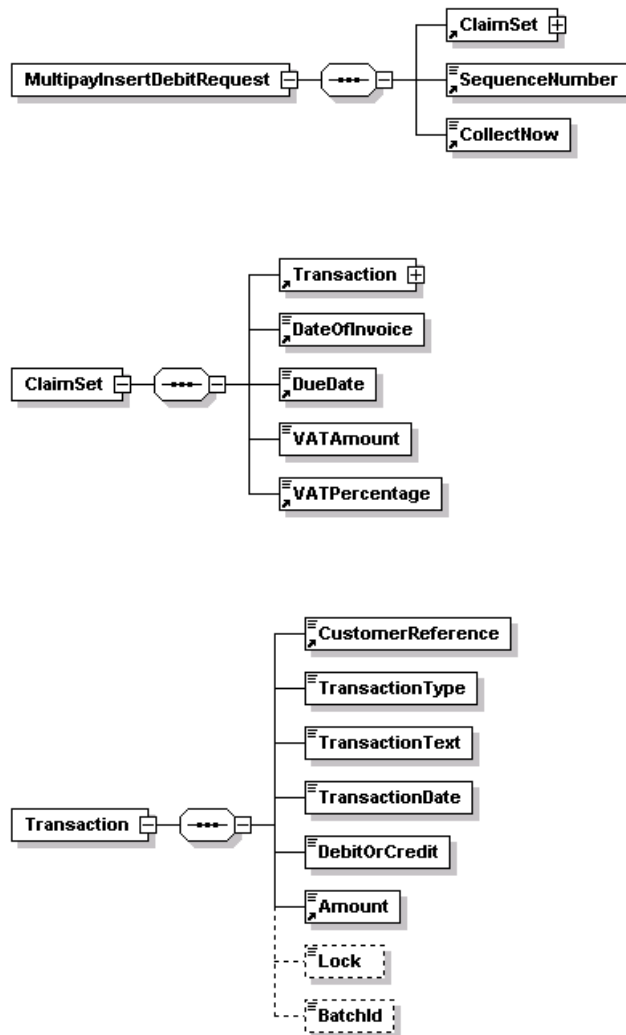 ClaimSet
MultipayInsertDebitRequest
SequenceNumber
CollectNow
Transaction
DateOfInvoice
ClaimSet
DueDate
VATAmount
VATPercentage
CustomerReference
TransactionType
TransactionText
TransactionDate
Transaction
DebitOrCredit
Amount
Lock
BatchId